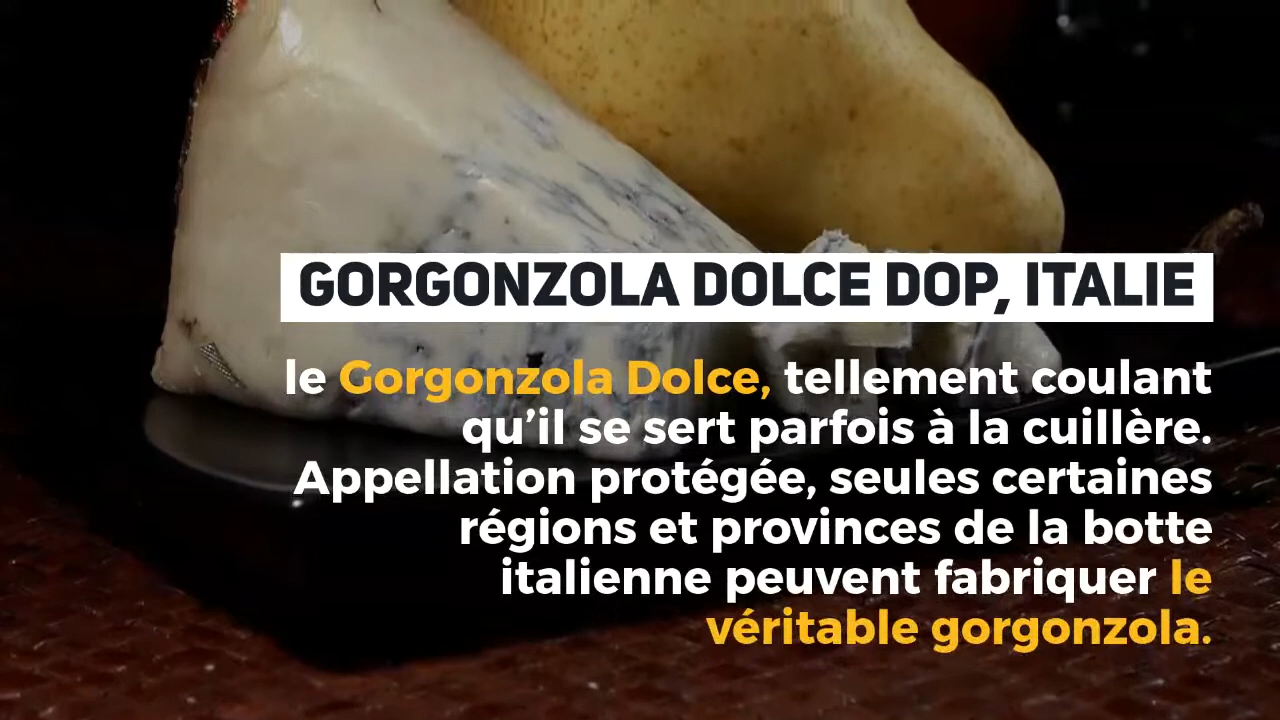 GORGONZOLA DOLCE DOP, ITALIE
le Gorgonzola Dolce, tellement coulant
qu’il se sert parfois à la cuillère.
Appellation protégée, seules certaines
régions et provinces de la botte
italienne peuvent fabriquer le
véritable gorgonzola.